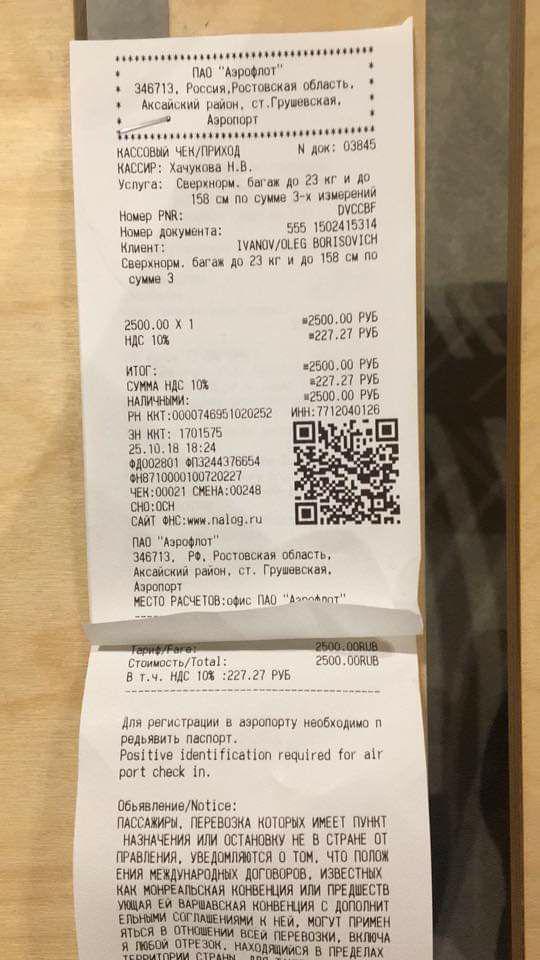 ПАО "Аэрофлот"
346713, Россия,Ростовская область,
Аксайский район, ст.Грушевская,
Аэропорт
КАССОВЫЙ ЧЕК/ПРИХОД N док: 03845
КАССИР: Хачукова Н.В.
Услуга: Сверхнорм. багаж до 23 кг и до
158 см по сумме 3-х измерений
Номер PNR: DVCCBF
Номер документа: 555 1502415314
Клиент: IVANOV/OLEG BORISOVICH
Сверхнорм. багаж до 23 кг и до 158 см по
сумме 3
2500.00 X 1 =2500.00 РУБ
НДС 10% =227.27 РУБ
ИТОГ: =2500.00 РУБ
СУММА НДС 10% =227.27 РУБ
НАЛИЧНЫМИ: =2500.00 РУБ
РН ККТ:0000746951020252 ИНН:7712040126
ЗН ККТ: 1701575
25.10.18 18:24
ФД002801 ФП3244376654
ФН8710000100720227
ЧЕК:00021 СМЕНА:00248
СНО:ОСН
САЙТ ФНС:www.nalog.ru
ПАО "Аэрофлот"
346713, РФ, Ростовская область,
Аксайский район, ст. Грушевская,
Аэропорт
МЕСТО РАСЧЕТОВ:офис ПАО "Аэрофлот"
Тариф/Fare: 2500.00RUB
Стоимость/Total: 2500.00RUB
В т.ч. НДС 10% :227.27 РУБ
Для регистрации в аэропорту необходимо п
редьявить паспорт.
Positive identification required for air
port check in.
Обьявление/Notice:
ПАССАЖИРЫ, ПЕРЕВОЗКА КОТОРЫХ ИМЕЕТ ПУНКТ
НАЗНАЧЕНИЯ ИЛИ ОСТАНОВКУ НЕ В СТРАНЕ ОТ
ПРАВЛЕНИЯ, УВЕДОМЛЯЮТСЯ О ТОМ, ЧТО ПОЛОЖ
ЕНИЯ МЕЖДУНАРОДНЫХ ДОГОВОРОВ, ИЗВЕСТНЫХ
КАК МОНРЕАЛЬСКАЯ КОНВЕНЦИЯ ИЛИ ПРЕДШЕСТВ
УЮЩАЯ ЕЙ ВАРШАВСКАЯ КОНВЕНЦИЯ С ДОПОЛНИТ
ЕЛЬНЫМИ СОГЛАШЕНИЯМИ К НЕЙ, МОГУТ ПРИМЕН
ЯТЬСЯ В ОТНОШЕНИИ ВСЕЙ ПЕРЕВОЗКИ, ВКЛЮЧА
Я ЛЮБОЙ ОТРЕЗОК, НАХОДЯЩИЙСЯ В ПРЕДЕЛАХ
ТЕРРИТОРИИ СТРАНЫ.